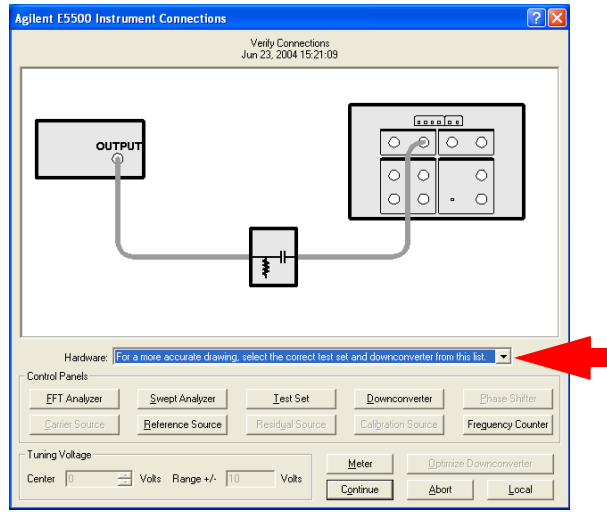 Agilent E5500 Instrument Connections
Verify Connections
Jun 23, 2004 15:21:09
OUTPUT
Hardware: For a more accurate drawing, select the correct test set and downconverter from this list.
Control Panels
FFT Analyzer Swept Analyzer Test Set Downconverter Phase Shifter
Carrier Source Reference Source Residual Source Calibration Source Frequency Counter
Tuning Voltage
Center 0 Volts Range +/- 10 Volts
Meter Optimize Downconverter
Continue Abort Local